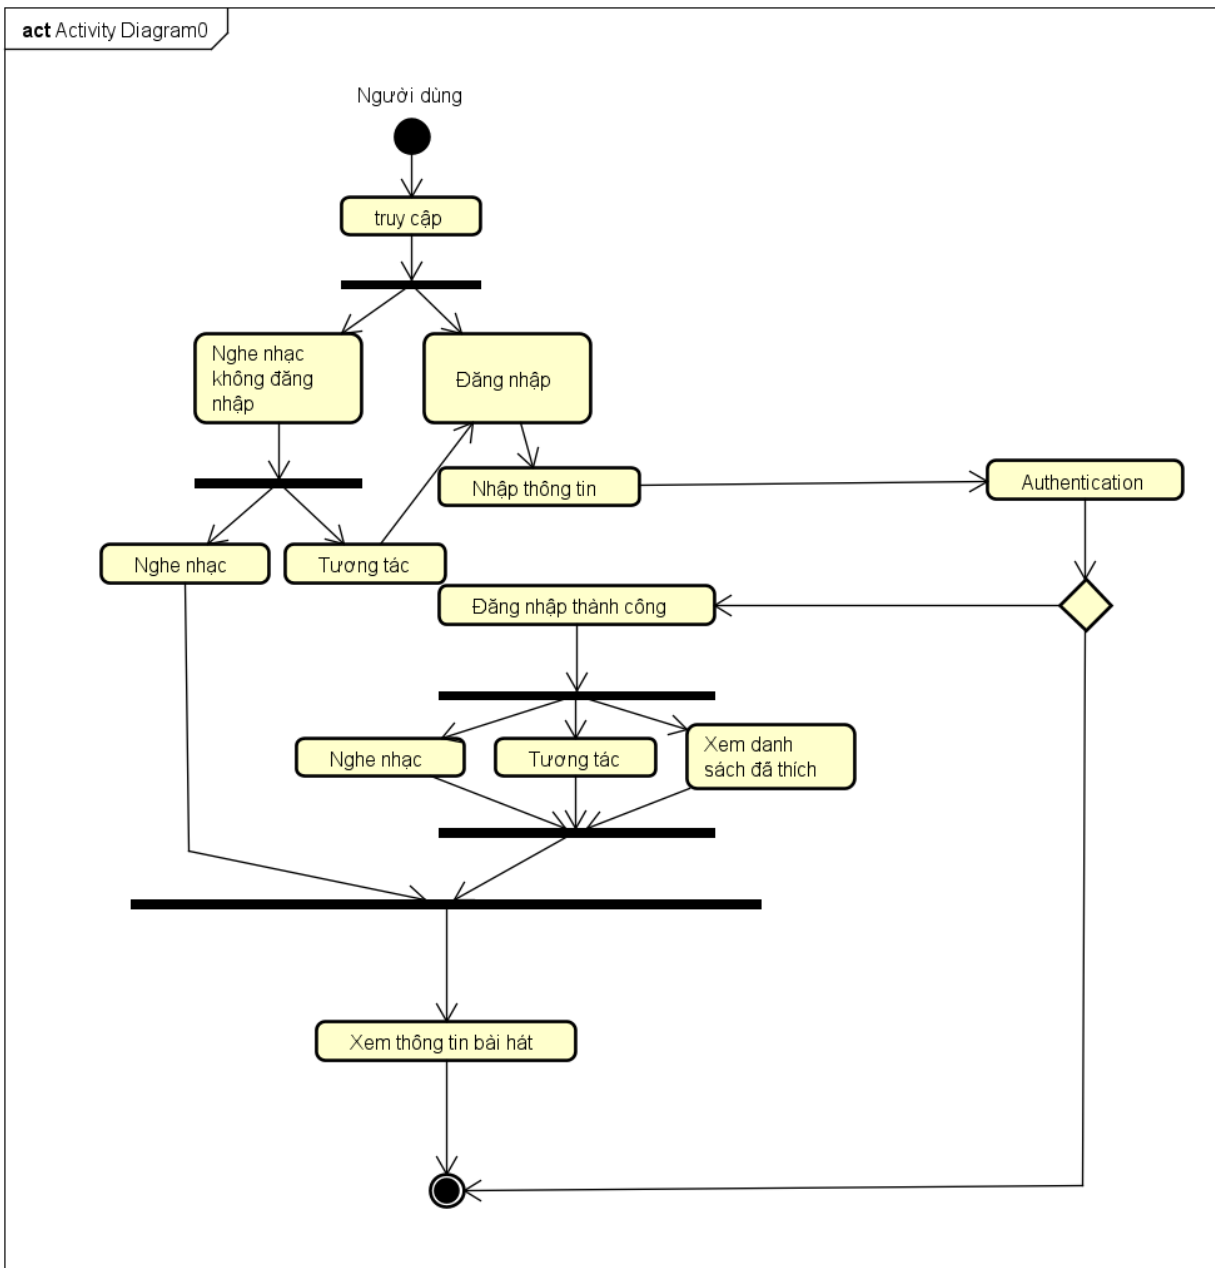 act Activity Diagram0
Người dùng
truy cập
Nghe nhạc
không đăng
nhập
Đăng nhập
Nhập thông tin
Authentication
Nghe nhạc
Tương tác
Đăng nhập thành công
Nghe nhạc
Tương tác
Xem danh
sách đã thích
Xem thông tin bài hát